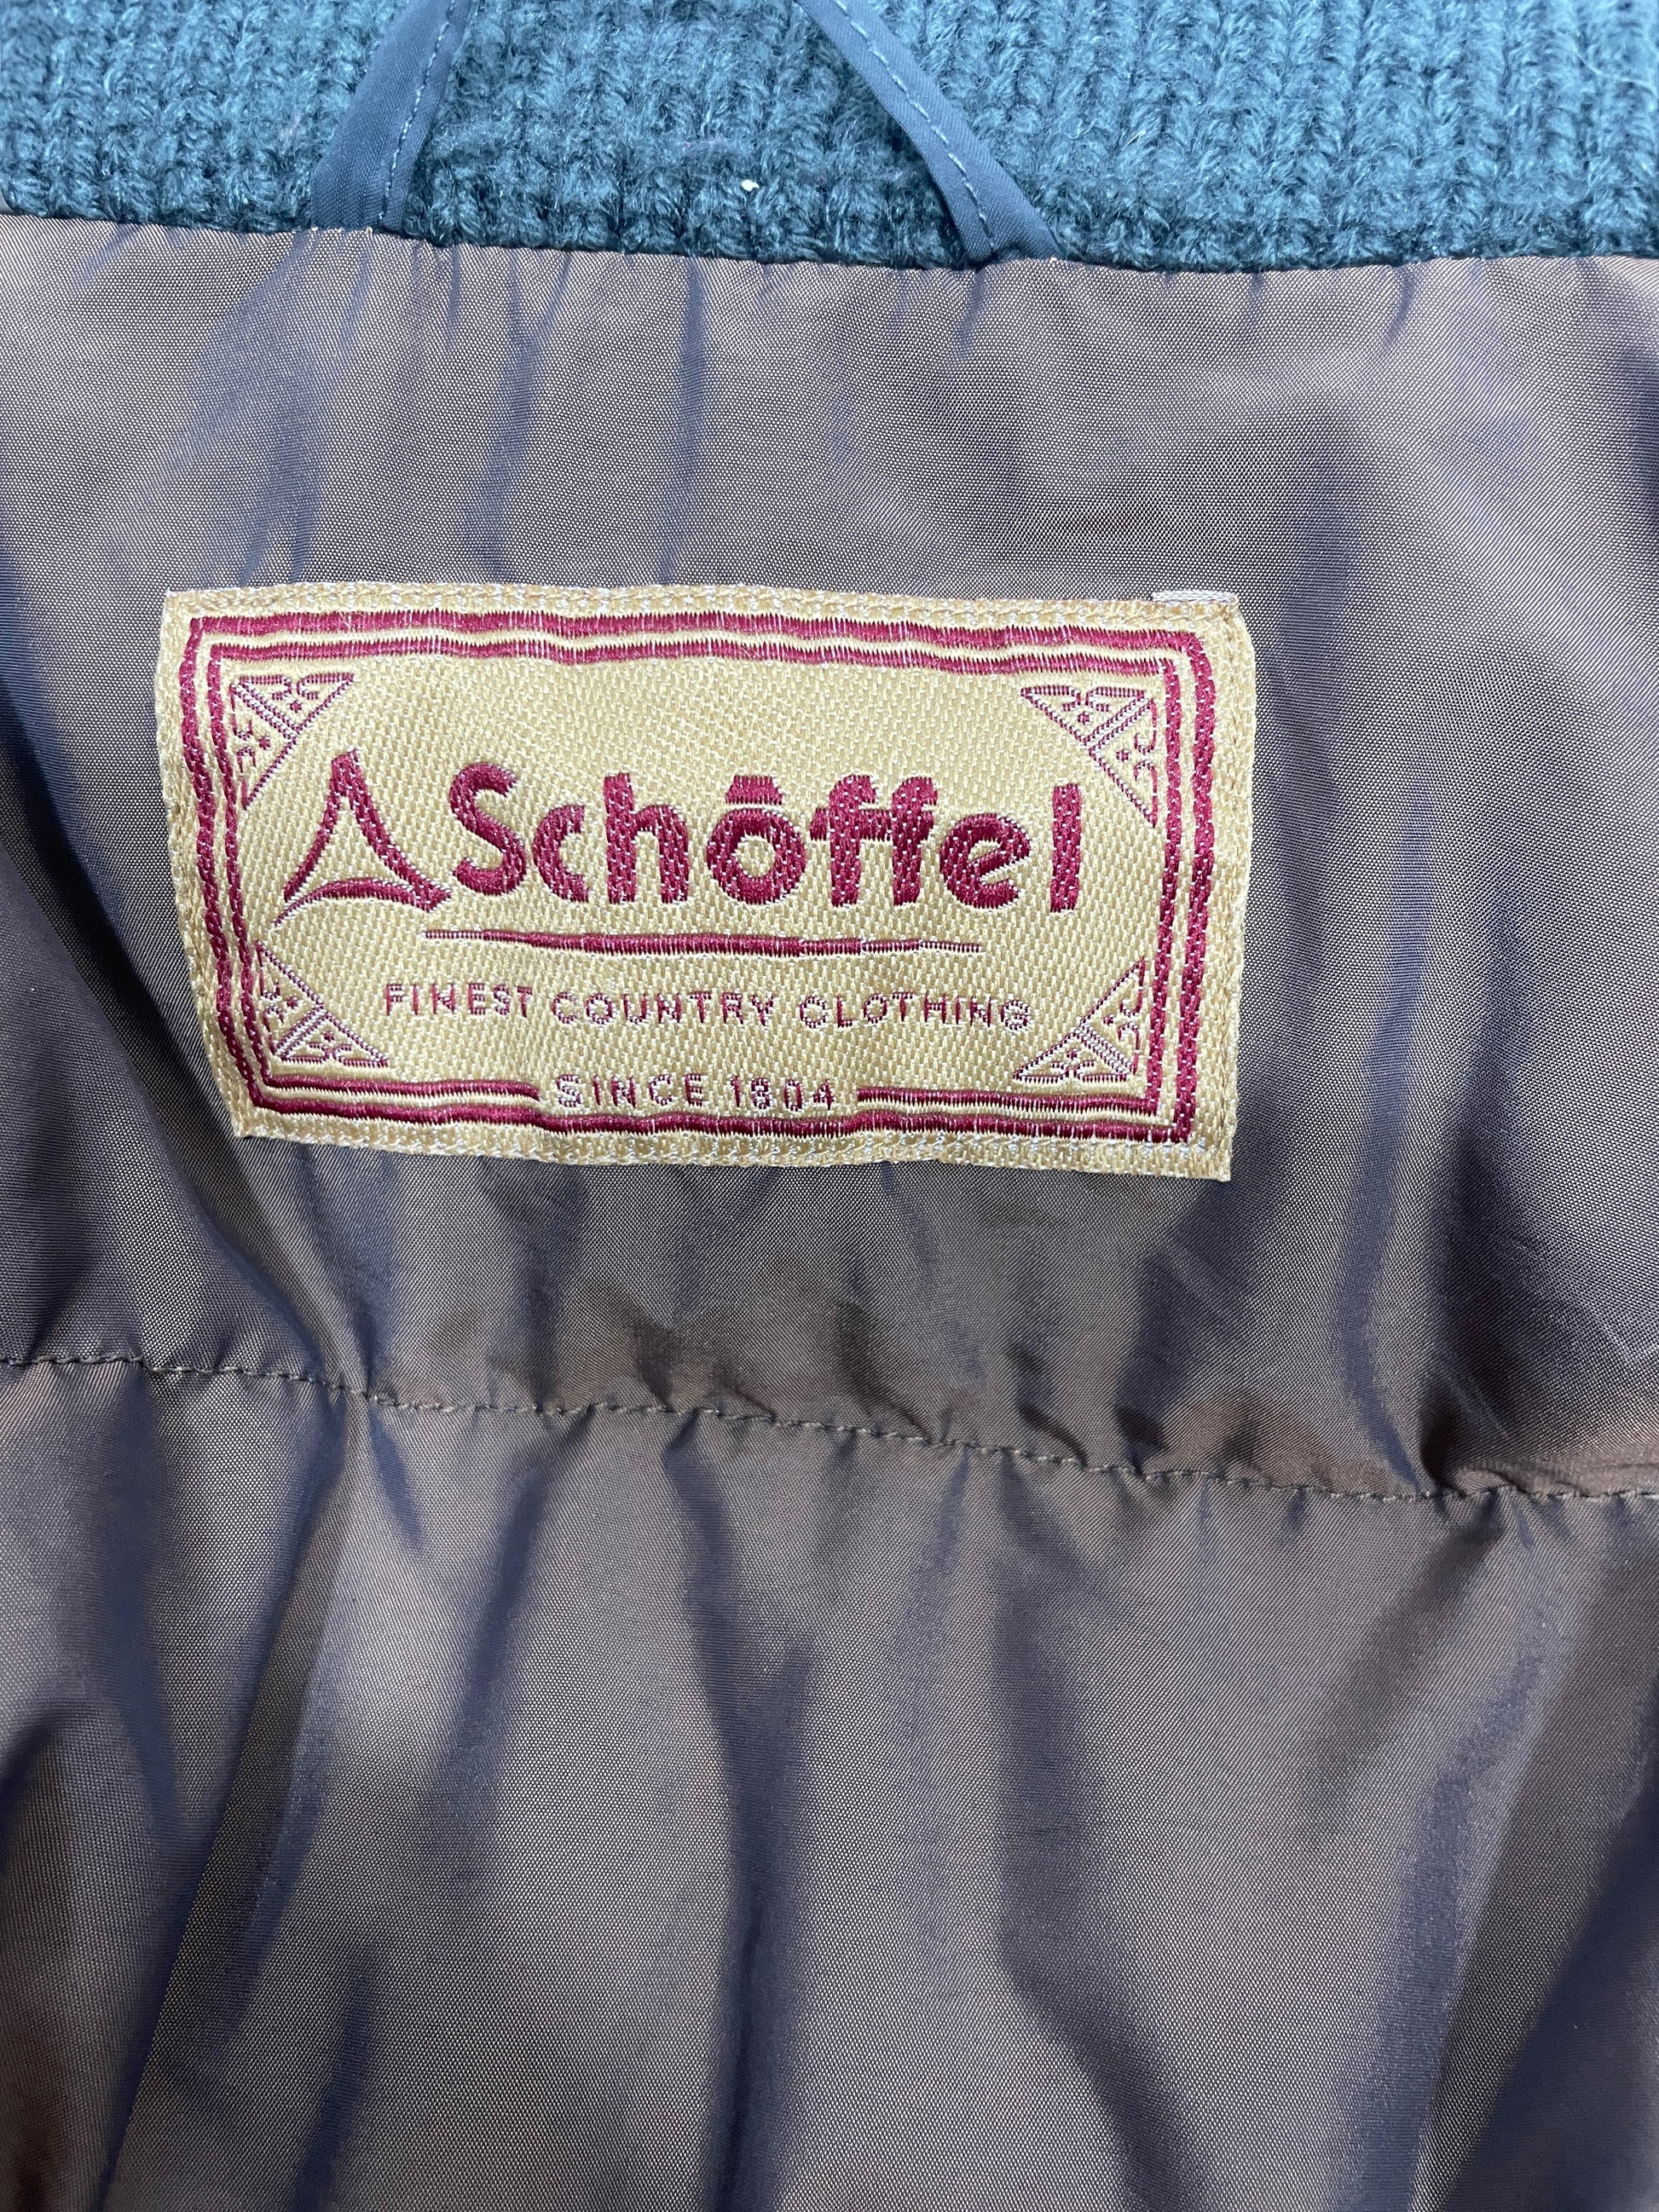 Schöffel
FINEST COUNTRY CLOTHING
SINCE 1804